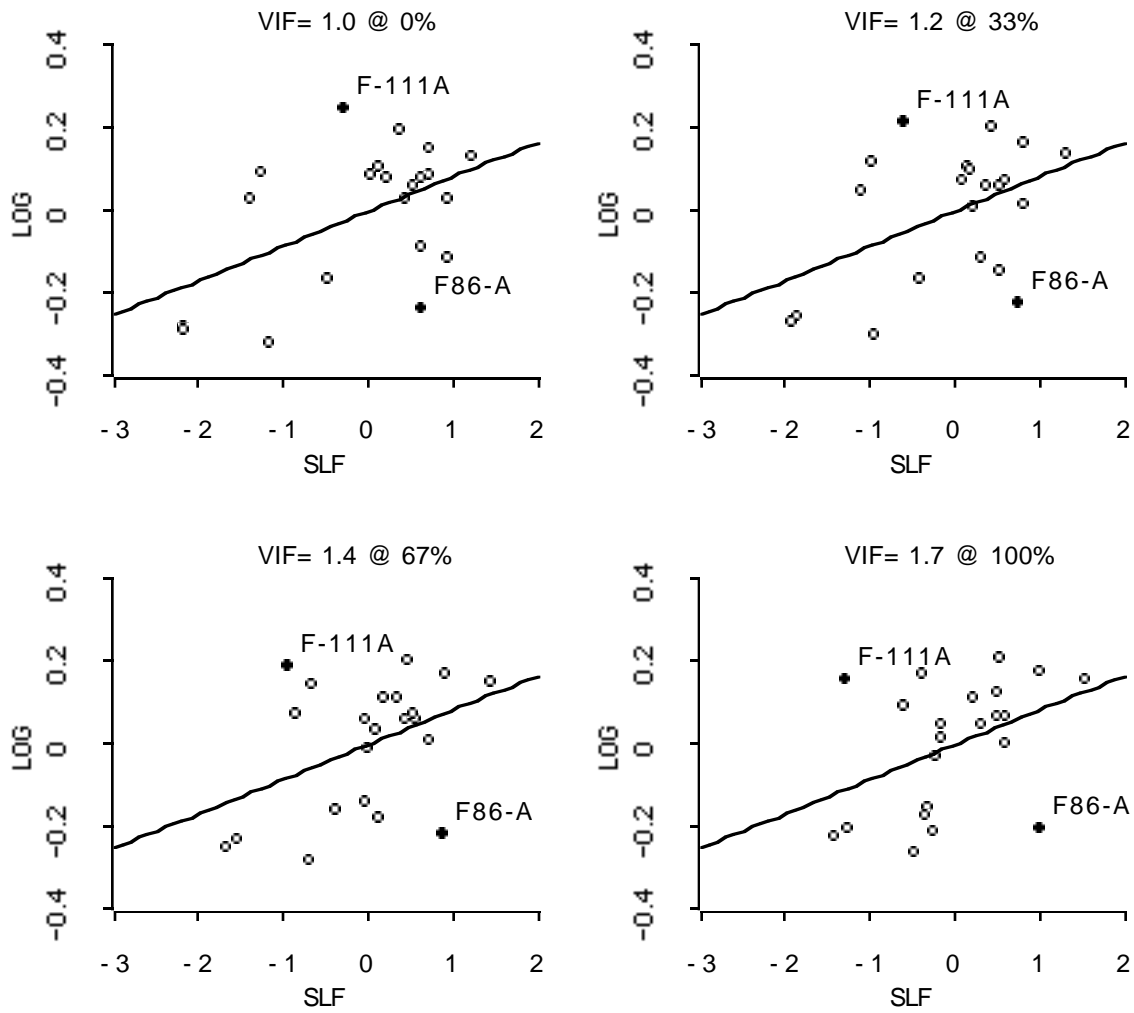 VIF= 1.0 @ 0%
LOG
0.4
0.2
0
-0.2
-0.4
F-111A
F86-A
-3 -2 -1 0 1 2
SLF
VIF= 1.2 @ 33%
LOG
0.4
0.2
0
-0.2
-0.4
F-111A
F86-A
-3 -2 -1 0 1 2
SLF
VIF= 1.4 @ 67%
LOG
0.4
0.2
0
-0.2
-0.4
F-111A
F86-A
-3 -2 -1 0 1 2
SLF
VIF= 1.7 @ 100%
LOG
0.4
0.2
0
-0.2
-0.4
F-111A
F86-A
-3 -2 -1 0 1 2
SLF